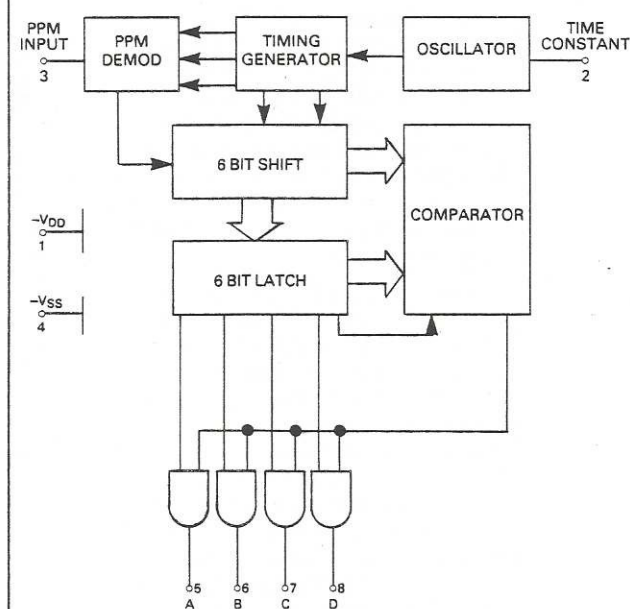 PPM
INPUT
3
PPM
DEMOD
TIMING
GENERATOR
OSCILLATOR
TIME
CONSTANT
2
6 BIT SHIFT
COMPARATOR
–VDD
1
6 BIT LATCH
–VSS
4
5
A
6
B
7
C
8
D